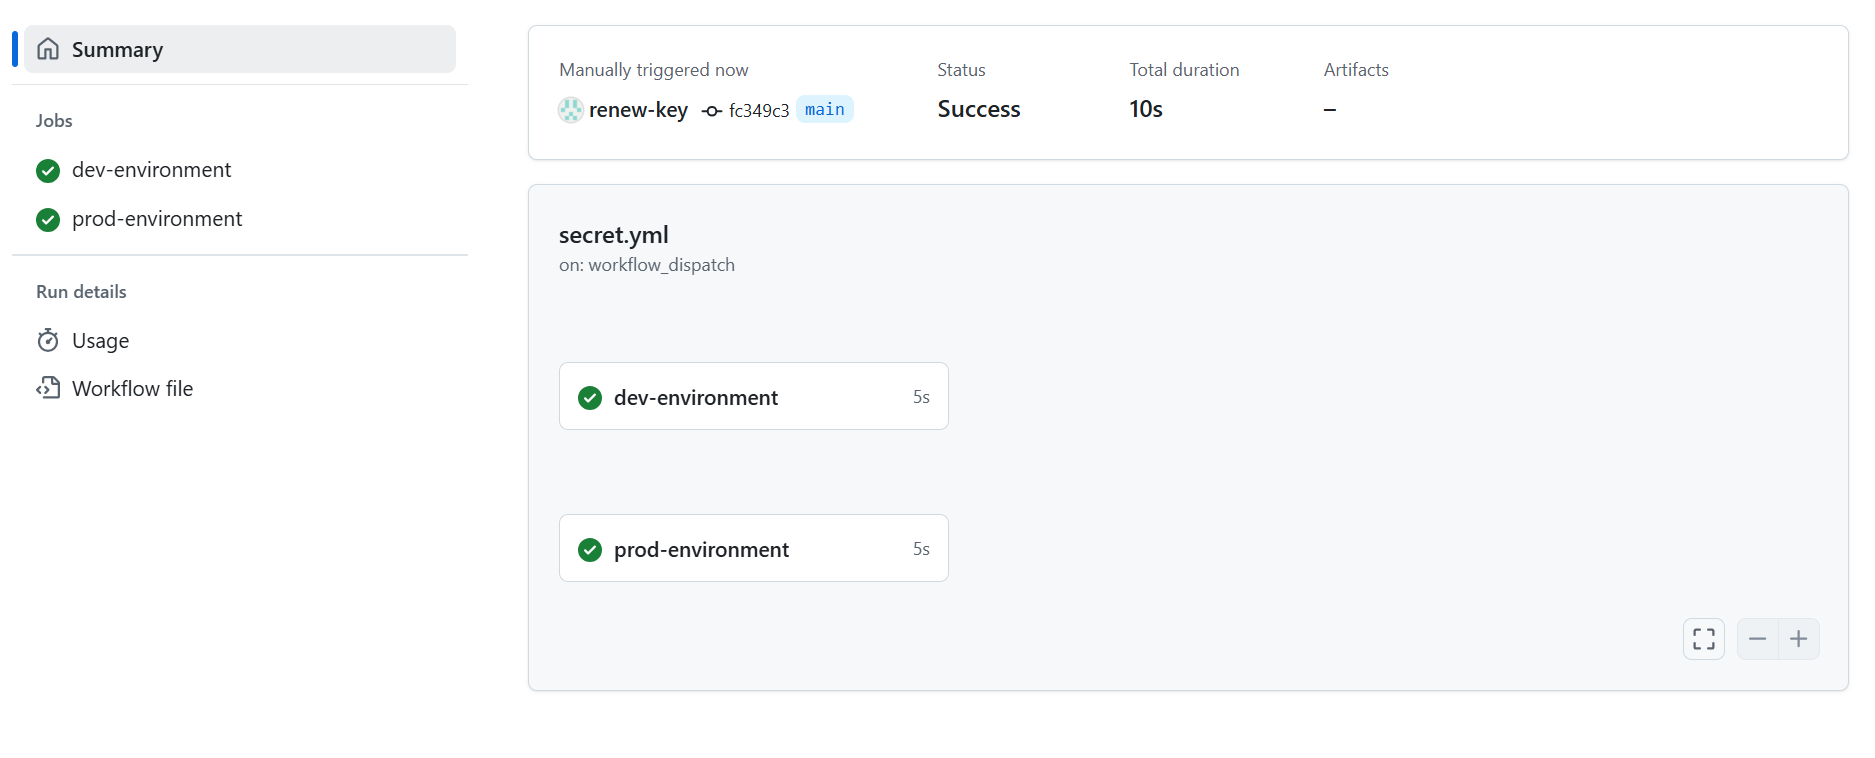 Summary
Jobs
dev-environment
prod-environment
Run details
Usage
Workflow file
Manually triggered now
renew-key fc349c3 main
Status
Success
Total duration
10s
Artifacts
–
secret.yml
on: workflow_dispatch
dev-environment 5s
prod-environment 5s